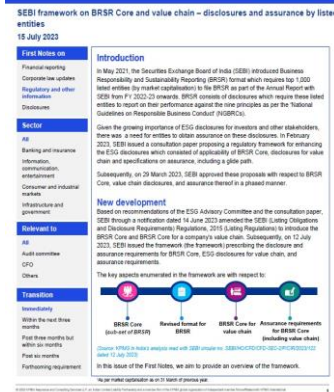 SEBI framework on BRSR Core and value chain – disclosures and assurance by listed
entities
15 July 2023
First Notes on
Financial reporting
Corporate law updates
Regulatory and other
information
Disclosures
Sector
All
Banking and insurance
Information,
communication,
entertainment
Consumer and industrial
markets
Infrastructure and
government
Relevant to
All
Audit committee
CFO
Others
Transition
Immediately
Within the next three
months
Post three months but
within six months
Post six months
Forthcoming requirement
Introduction
In May 2021, the Securities Exchange Board of India (SEBI) introduced Business
Responsibility and Sustainability Reporting (BRSR) format which requires top 1,000
listed entities (by market capitalisation) to file BRSR as part of the Annual Report with
SEBI from FY 2022-23 onwards. BRSR consists of disclosures which require these listed
entities to report on their performance against the nine principles as per the 'National
Guidelines on Responsible Business Conduct' (NGBRCs).
Given the growing importance of ESG disclosures for investors and other stakeholders,
there was a need for entities to obtain assurance on these disclosures. In February
2023, SEBI issued a consultation paper proposing a regulatory framework for enhancing
the ESG disclosures which consisted of applicability of BRSR Core, disclosures for value
chain and specifications on assurance, including a glide path.
Subsequently, on 29 March 2023, SEBI approved these proposals with respect to BRSR
Core, value chain disclosures, and assurance thereof in a phased manner.
New development
Based on recommendations of the ESG Advisory Committee and the consultation paper,
SEBI through a notification dated 14 June 2023 amended the SEBI (Listing Obligations
and Disclosure Requirements) Regulations, 2015 (Listing Regulations) to introduce the
BRSR Core and BRSR Core for a company's value chain. Subsequently, on 12 July
2023, SEBI issued framework (the framework) prescribing the disclosure and
assurance requirements for BRSR Core, ESG disclosures for value chain, and
assurance requirements.
The key aspects enumerated in the framework are with respect to:
BRSR Core
(sub-set of BRSR)
Revised format for
BRSR
BRSR Core for
value chain
Assurance requirements
for BRSR Core
(including value chain)
dated 12 July 2023)
In this issue of First Notes, we aim to provide an overview of the framework.